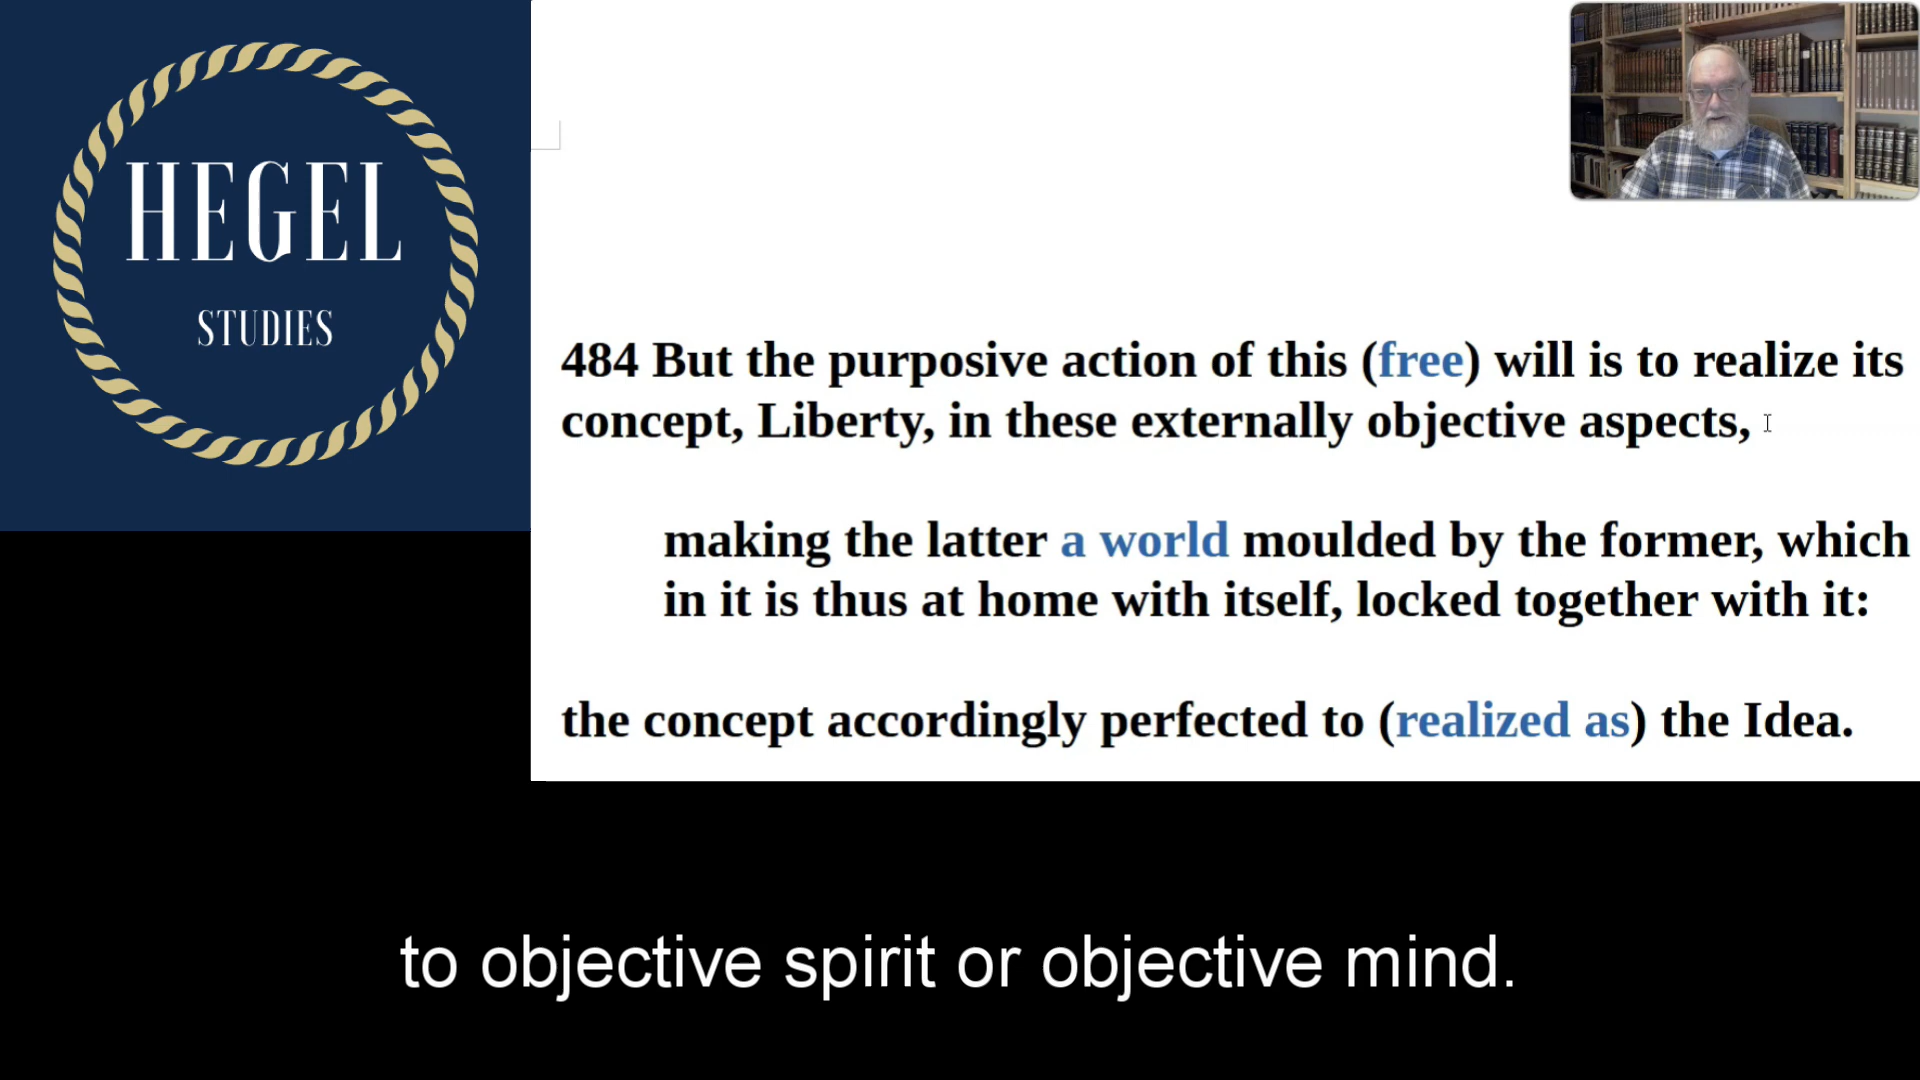 HEGEL
STUDIES
484 But the purposive action of this (free) will is to realize its
concept, Liberty, in these externally objective aspects,
making the latter a world moulded by the former, which
in it is thus at home with itself, locked together with it:
the concept accordingly perfected to (realized as) the Idea.
to objective spirit or objective mind.